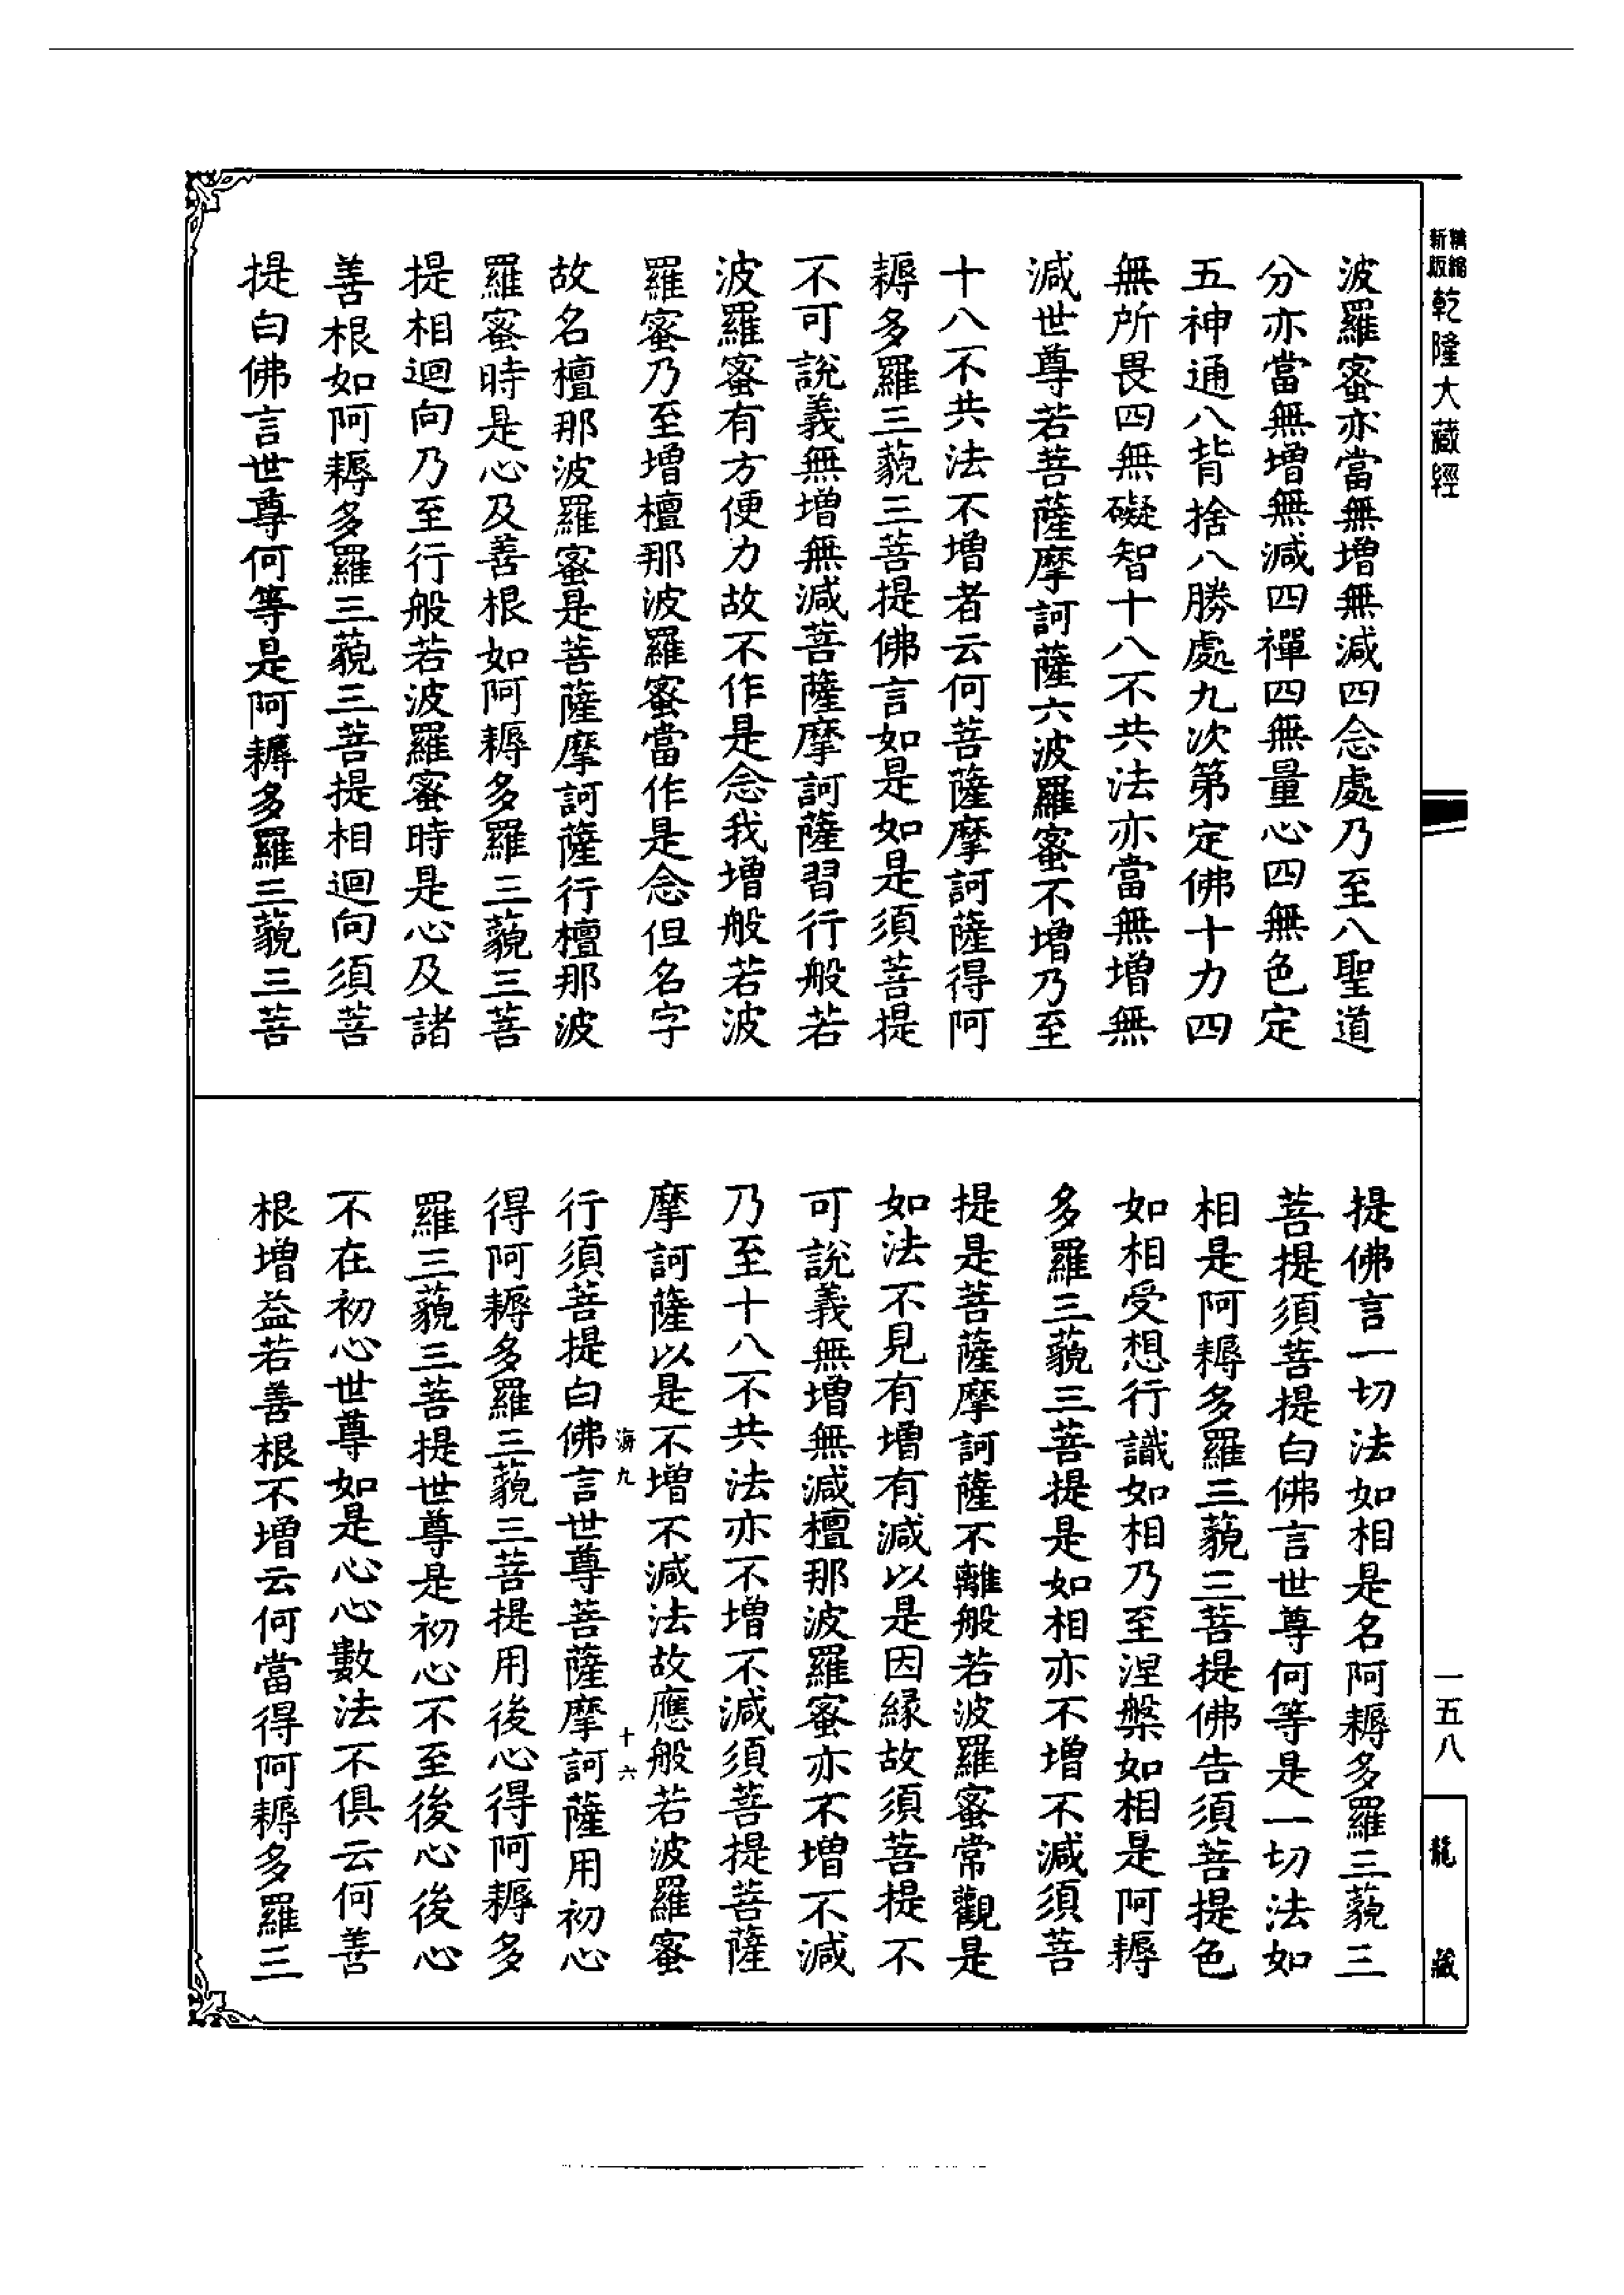 精縮
新版
乾隆大藏經
波羅蜜亦當無增無減四念處乃至八聖道
分亦當無增無減四禪四無量心四無色定
五神通八背捨八勝處九次第定佛十力四
無所畏四無礙智十八不共法亦當無增無
減世尊若菩薩摩訶薩六波羅蜜不增乃至
十八不共法不增者云何菩薩摩訶薩得阿
耨多羅三藐三菩提佛言如是如是須菩提
不可說義無增無減菩薩摩訶薩習行般若
波羅蜜有方便力故不作是念我增般若波
羅蜜乃至增檀那波羅蜜當作是念但名字
故名檀那波羅蜜是菩薩摩訶薩行檀那波
羅蜜時是心及善根如阿耨多羅三藐三菩
提相迴向乃至行般若波羅蜜時是心及諸
善根如阿耨多羅三藐三菩提相迴向須菩
提白佛言世尊何等是阿耨多羅三藐三菩
提佛言一切法如相是名阿耨多羅三藐三
菩提須菩提白佛言世尊何等是一切法如
相是阿耨多羅三藐三菩提佛告須菩提色
如相受想行識如相乃至涅槃如相是阿耨
多羅三藐三菩提是如相亦不增不減須菩
提是菩薩摩訶薩不離般若波羅蜜常觀是
如法不見有增有減以是因緣故須菩提不
可說義無增無減檀那波羅蜜亦不增不減
乃至十八不共法亦不增不減須菩提菩薩
摩訶薩以是不增不減法故應般若波羅蜜
海九
十六
行須菩提白佛言世尊菩薩摩訶薩用初心
得阿耨多羅三藐三菩提用後心得阿耨多
羅三藐三菩提世尊是初心不至後心後心
不在初心世尊如是心心數法不俱云何善
根增益若善根不增云何當得阿耨多羅三
一五八
龍藏